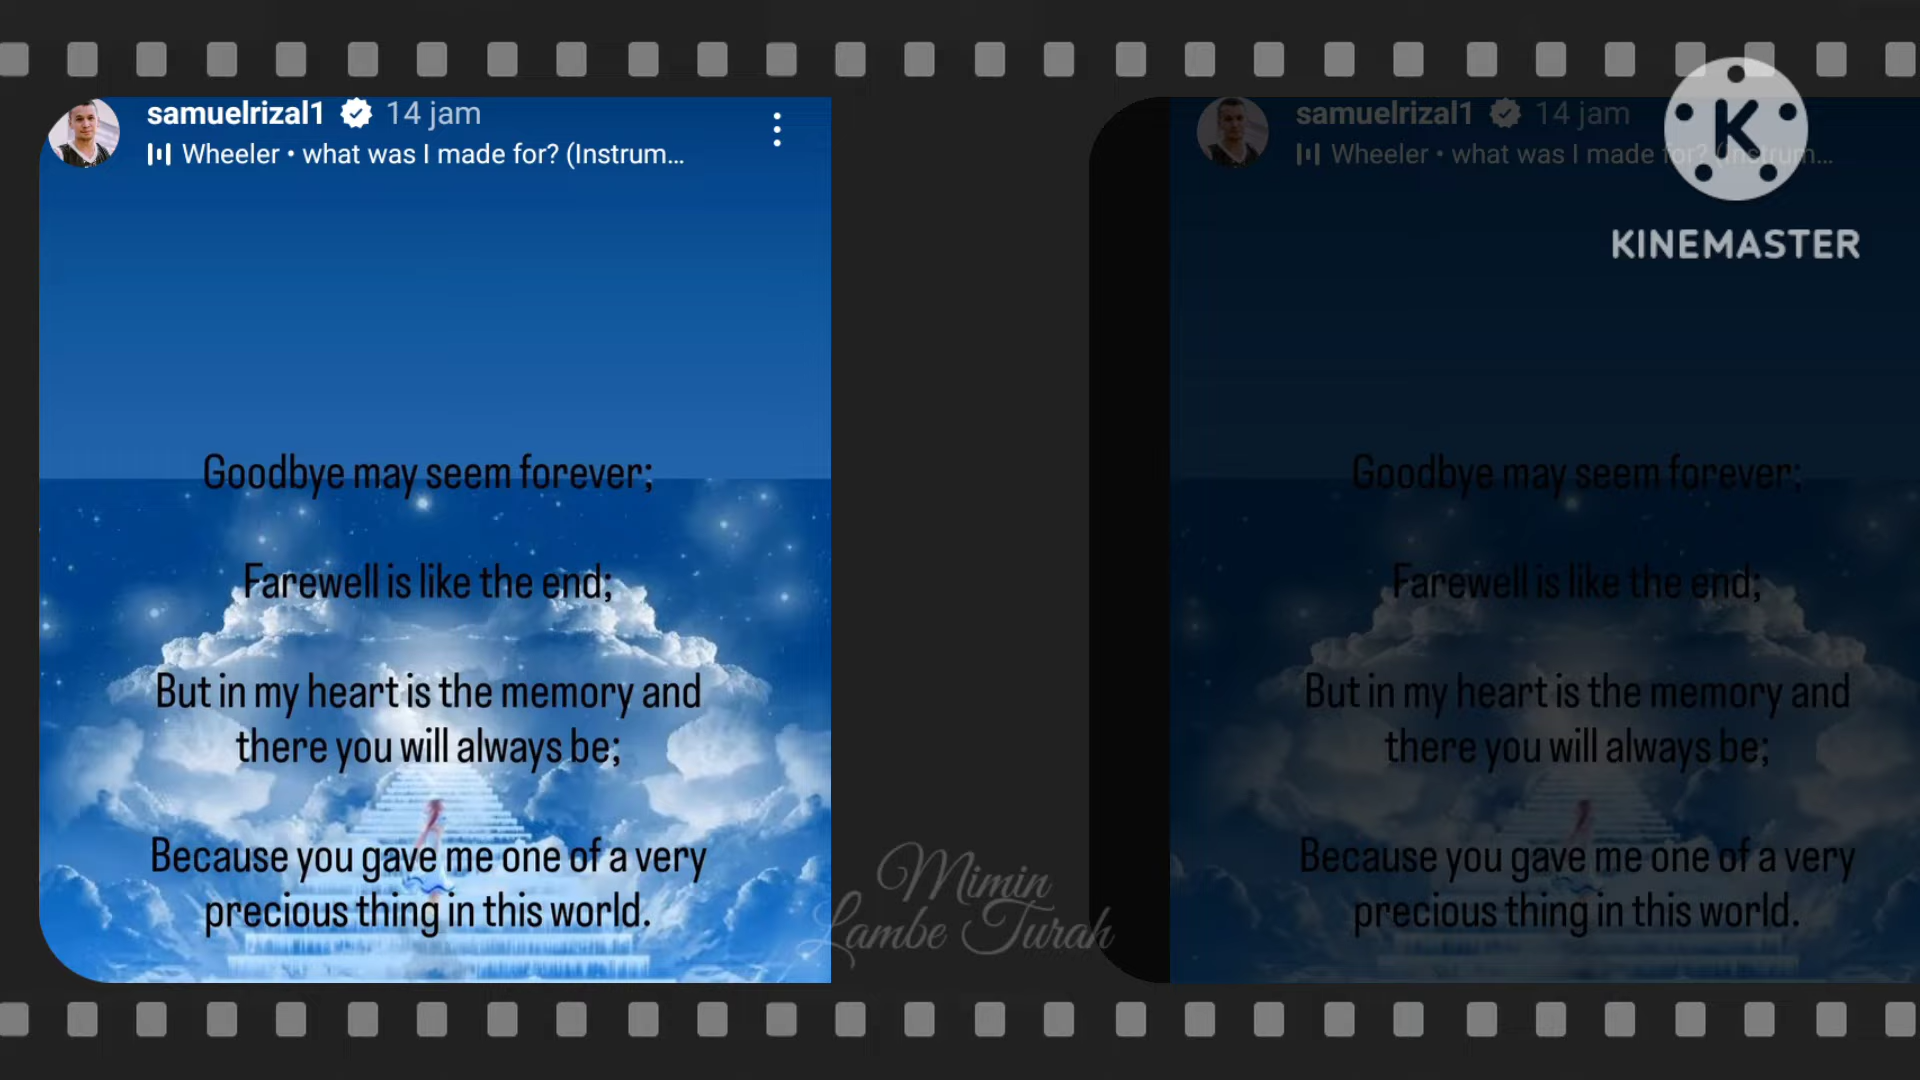 samuelrizal1 14 jam
Wheeler • what was I made for? (Instrum...
Goodbye may seem forever;
Farewell is like the end;
But in my heart is the memory and
there you will always be;
Because you gave me one of a very
precious thing in this world.
Mimin
Lambe Turah
samuelrizal1 14 jam
Wheeler • what was I made for? (Instrum...
K
KINEMASTER
Goodbye may seem forever;
Farewell is like the end;
But in my heart is the memory and
there you will always be;
Because you gave me one of a very
precious thing in this world.